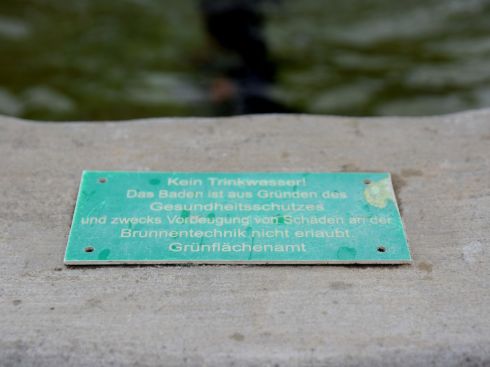 Kein Trinkwasser!
Das Baden ist aus Gründen des
Gesundheitsschutzes
und zwecks Vorbeugung von Schäden an der
Brunnentechnik nicht erlaubt.
Grünflächenamt